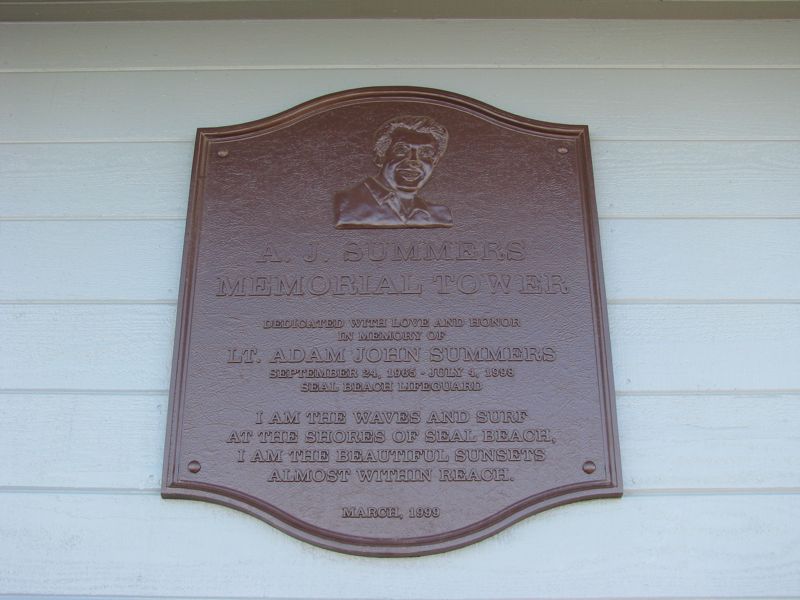 A. J. SUMMERS
MEMORIAL TOWER
DEDICATED WITH LOVE AND HONOR
IN MEMORY OF
LT. ADAM JOHN SUMMERS
SEPTEMBER 24, 1965 - JULY 4, 1998
SEAL BEACH LIFEGUARD
I AM THE WAVES AND SURF
AT THE SHORES OF SEAL BEACH,
I AM THE BEAUTIFUL SUNSETS
ALMOST WITHIN REACH.
MARCH, 1999